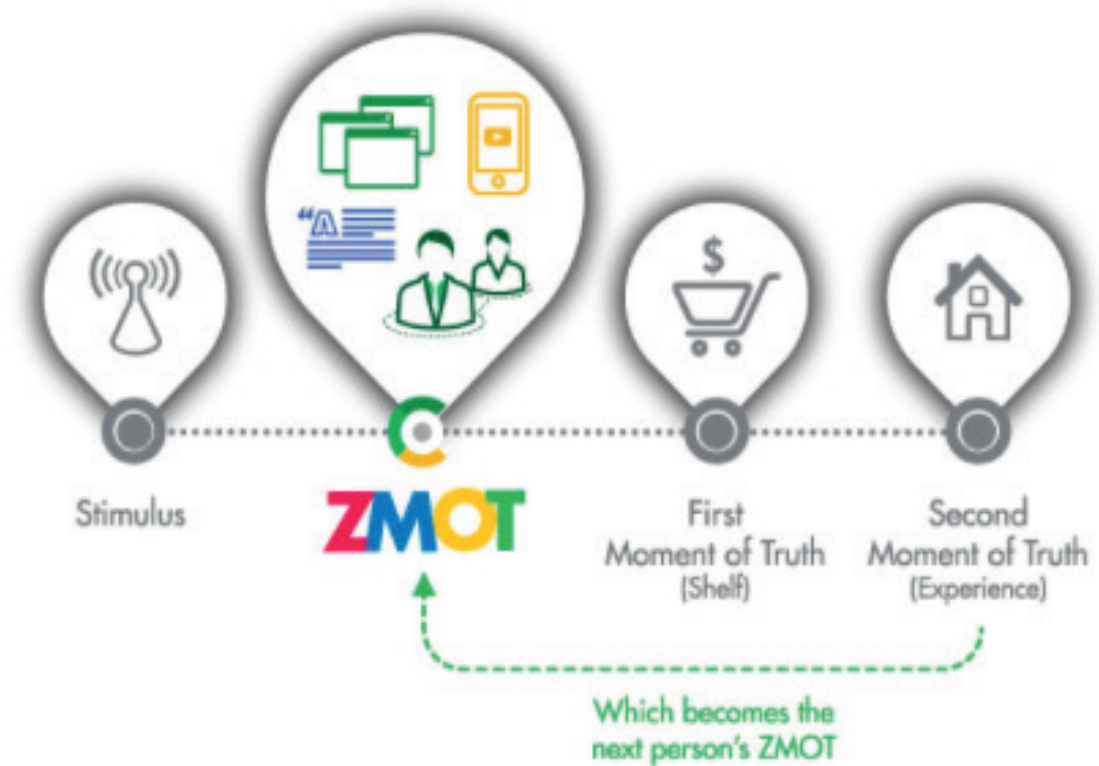 “A
$
Stimulus
ZMOT
First
Moment of Truth
(Shelf)
Second
Moment of Truth
(Experience)
Which becomes the
next person's ZMOT